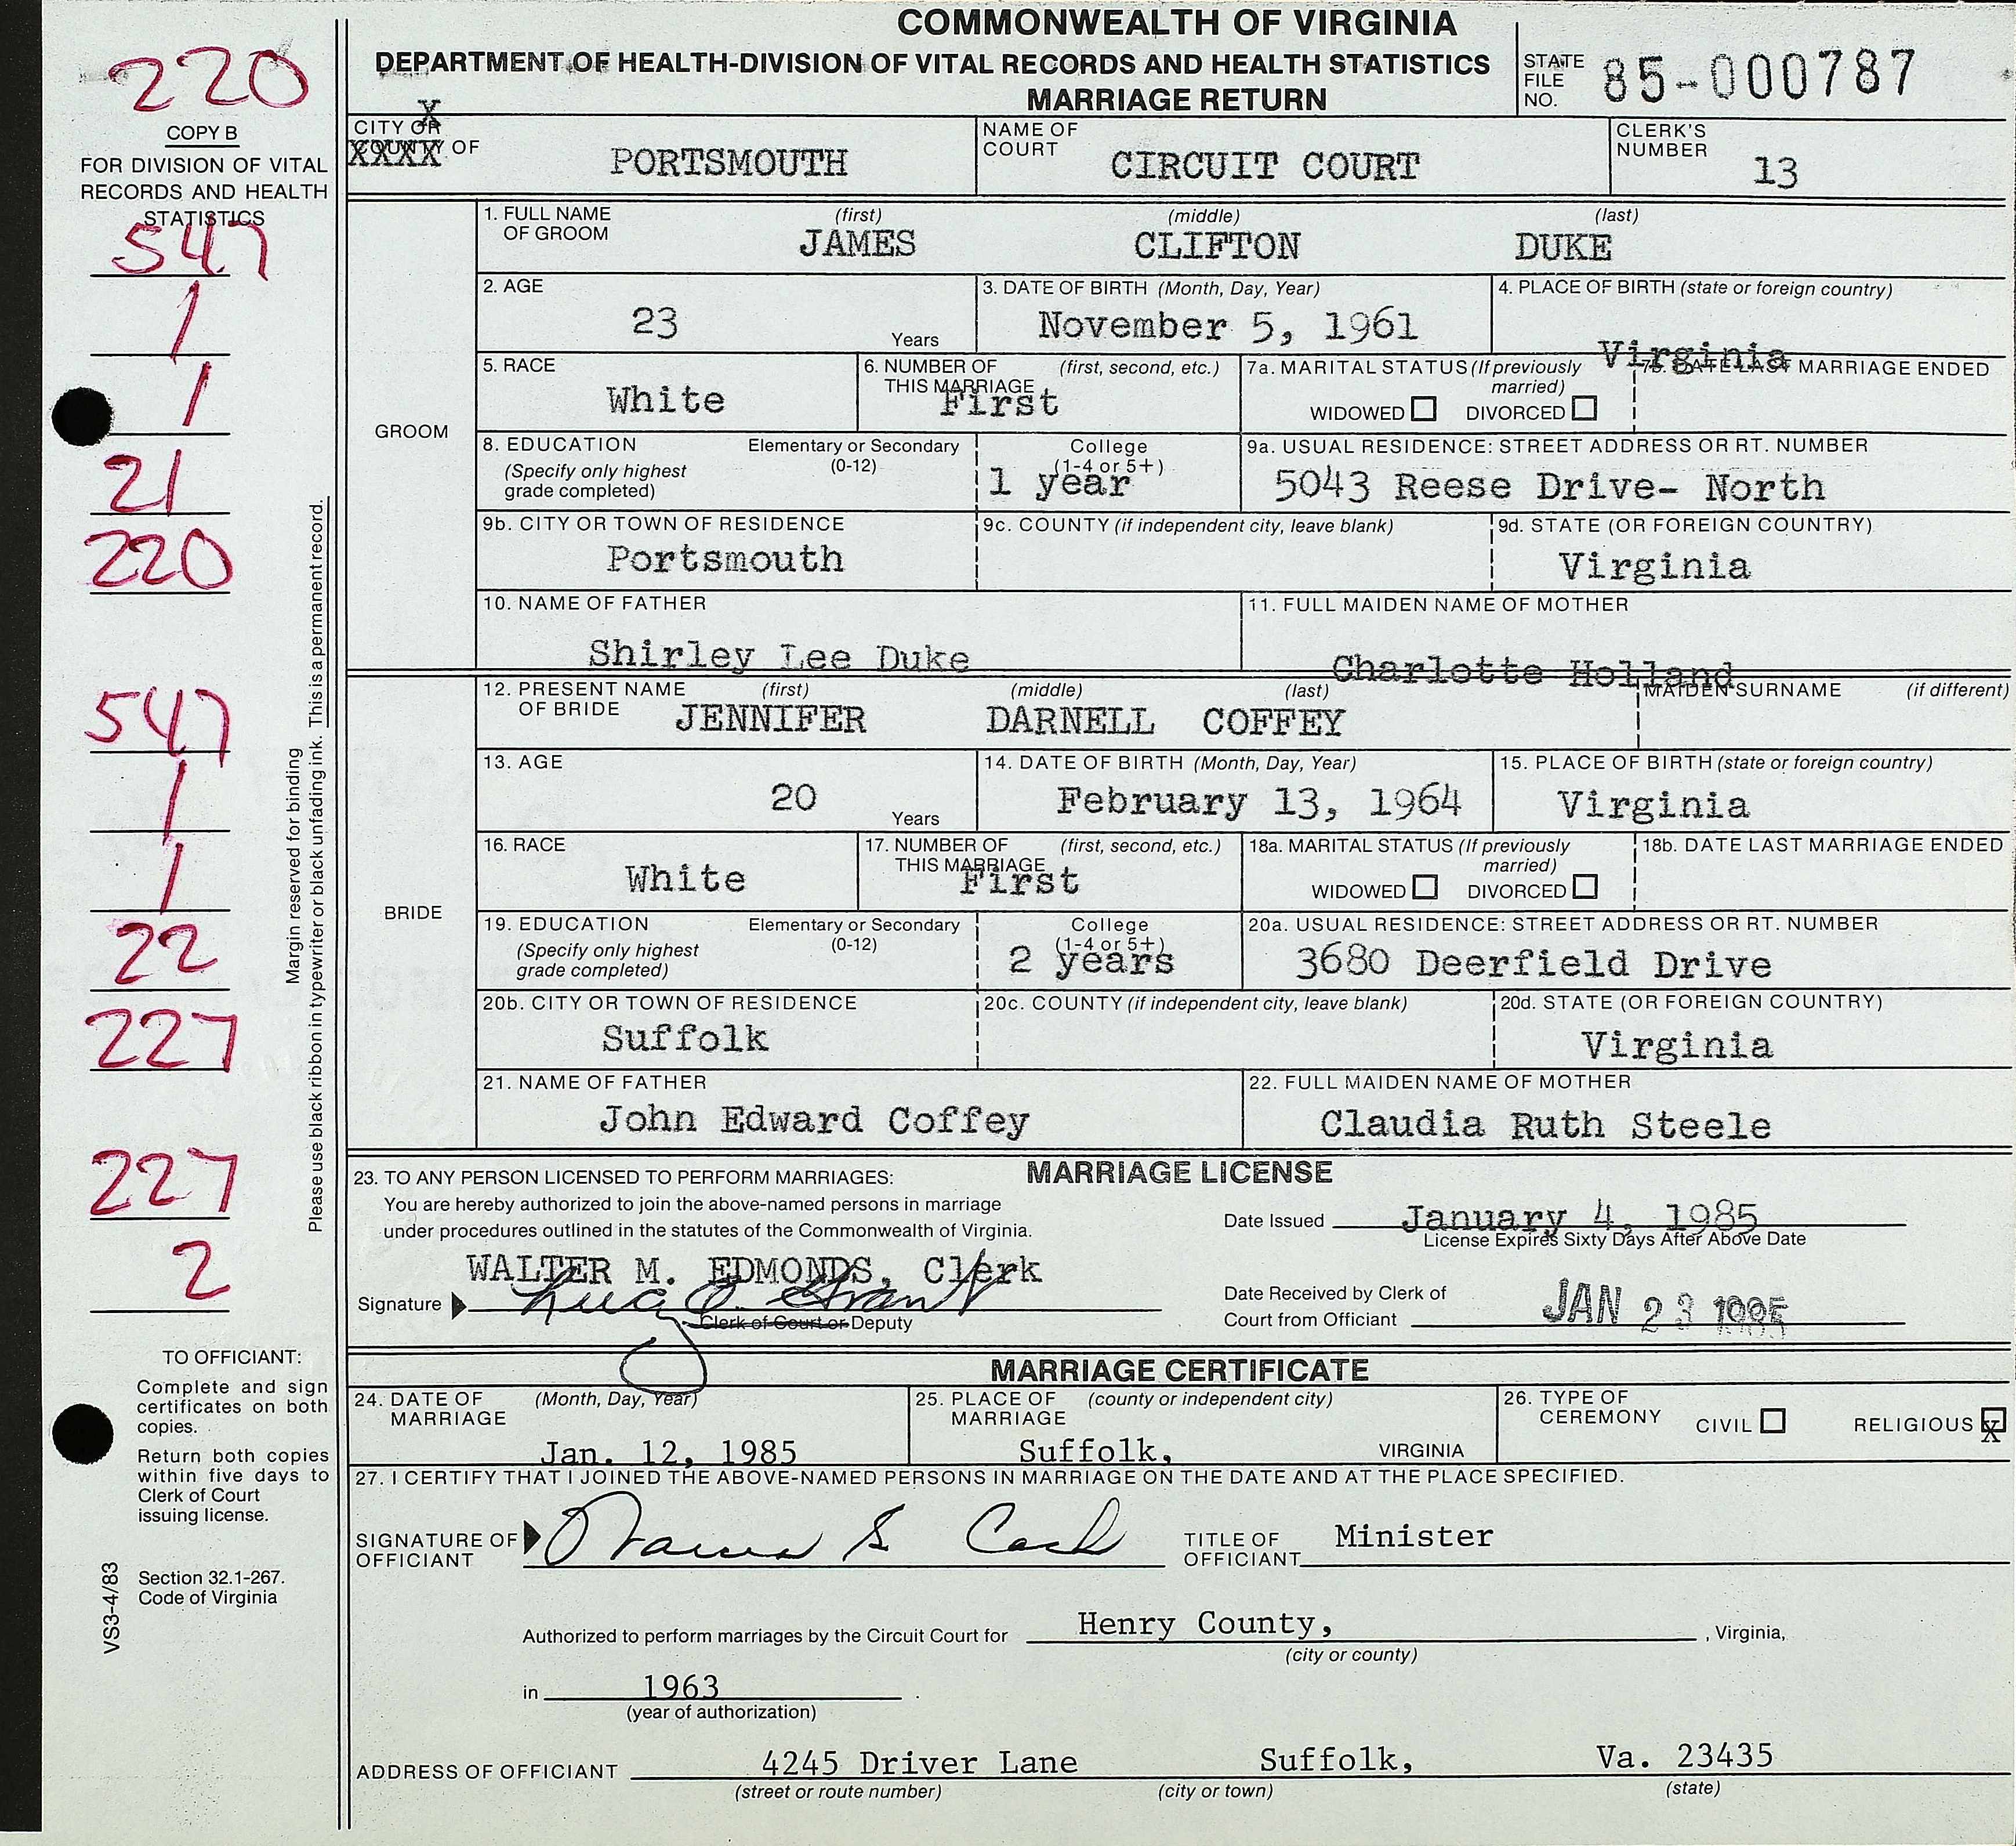 COMMONWEALTH OF VIRGINIA
DEPARTMENT OF HEALTH-DIVISION OF VITAL RECORDS AND HEALTH STATISTICS
MARRIAGE RETURN
STATE FILE NO. 85-000787
220
COPY B
FOR DIVISION OF VITAL
RECORDS AND HEALTH
STATISTICS
547
1
1
21
220
547
1
1
22
227
227
2
Margin reserved for binding
Please use black ribbon in typewriter or black unfading ink. This is a permanent record.
TO OFFICIANT:
Complete and sign
certificates on both
copies.
Return both copies
within five days to
Clerk of Court
issuing license.
Section 32.1-267.
Code of Virginia
VS3-4/83
CITY OR X
COUNTY OF XXXX PORTSMOUTH
NAME OF COURT CIRCUIT COURT
CLERK'S NUMBER 13
GROOM
1. FULL NAME OF GROOM (first) (middle) (last)
JAMES CLIFTON DUKE
2. AGE 23 Years
3. DATE OF BIRTH (Month, Day, Year) November 5, 1961
4. PLACE OF BIRTH (state or foreign country) Virginia
5. RACE White
6. NUMBER OF THIS MARRIAGE (first, second, etc.) First
7a. MARITAL STATUS (If previously married) WIDOWED DIVORCED
7b. DATE LAST MARRIAGE ENDED
8. EDUCATION (Specify only highest grade completed) Elementary or Secondary (0-12) College (1-4 or 5+) 1 year
9a. USUAL RESIDENCE: STREET ADDRESS OR RT. NUMBER 5043 Reese Drive- North
9b. CITY OR TOWN OF RESIDENCE Portsmouth
9c. COUNTY (if independent city, leave blank)
9d. STATE (OR FOREIGN COUNTRY) Virginia
10. NAME OF FATHER Shirley Lee Duke
11. FULL MAIDEN NAME OF MOTHER Charlotte Holland
BRIDE
12. PRESENT NAME OF BRIDE (first) (middle) (last) MAIDEN SURNAME (if different)
JENNIFER DARNELL COFFEY
13. AGE 20 Years
14. DATE OF BIRTH (Month, Day, Year) February 13, 1964
15. PLACE OF BIRTH (state or foreign country) Virginia
16. RACE White
17. NUMBER OF THIS MARRIAGE (first, second, etc.) First
18a. MARITAL STATUS (If previously married) WIDOWED DIVORCED
18b. DATE LAST MARRIAGE ENDED
19. EDUCATION (Specify only highest grade completed) Elementary or Secondary (0-12) College (1-4 or 5+) 2 years
20a. USUAL RESIDENCE: STREET ADDRESS OR RT. NUMBER 3680 Deerfield Drive
20b. CITY OR TOWN OF RESIDENCE Suffolk
20c. COUNTY (if independent city, leave blank)
20d. STATE (OR FOREIGN COUNTRY) Virginia
21. NAME OF FATHER John Edward Coffey
22. FULL MAIDEN NAME OF MOTHER Claudia Ruth Steele
MARRIAGE LICENSE
23. TO ANY PERSON LICENSED TO PERFORM MARRIAGES:
You are hereby authorized to join the above-named persons in marriage
under procedures outlined in the statutes of the Commonwealth of Virginia.
Date Issued January 4, 1985
License Expires Sixty Days After Above Date
WALTER M. EDMONDS, Clerk
Signature
Clerk of Court or Deputy
Date Received by Clerk of
Court from Officiant JAN 23 1985
MARRIAGE CERTIFICATE
24. DATE OF MARRIAGE (Month, Day, Year) Jan. 12, 1985
25. PLACE OF MARRIAGE (county or independent city) Suffolk, VIRGINIA
26. TYPE OF CEREMONY CIVIL RELIGIOUS X
27. I CERTIFY THAT I JOINED THE ABOVE-NAMED PERSONS IN MARRIAGE ON THE DATE AND AT THE PLACE SPECIFIED.
SIGNATURE OF OFFICIANT
TITLE OF OFFICIANT Minister
Authorized to perform marriages by the Circuit Court for Henry County, , Virginia,
(city or county)
in 1963 .
(year of authorization)
ADDRESS OF OFFICIANT 4245 Driver Lane Suffolk, Va. 23435
(street or route number) (city or town) (state)